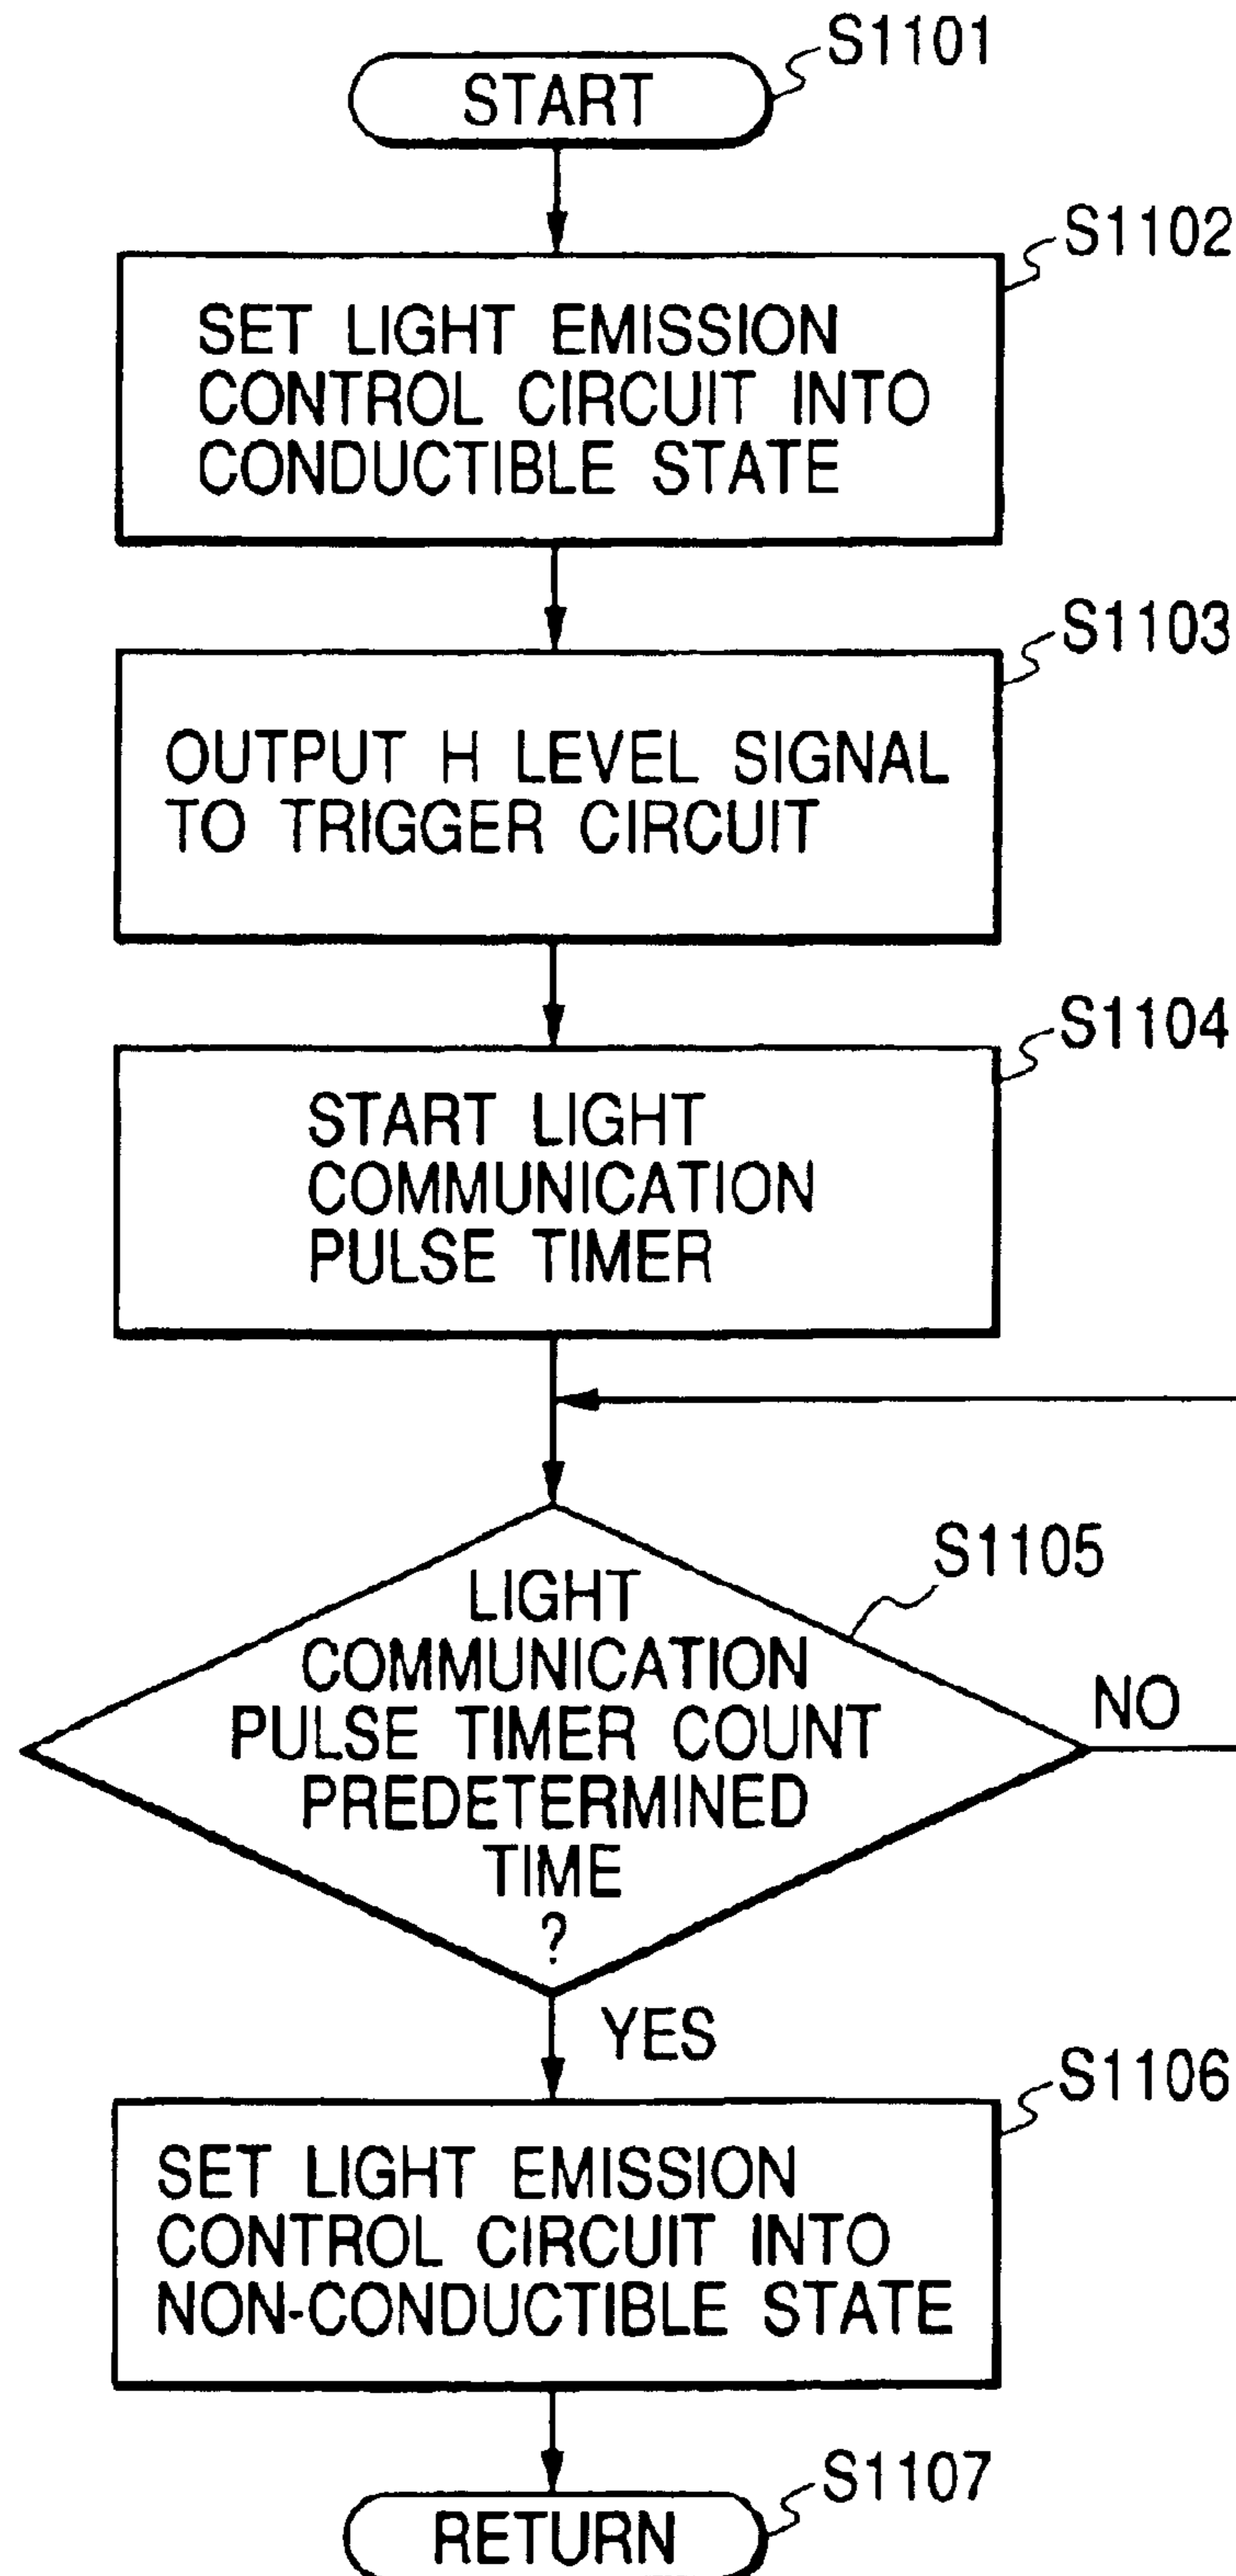 S1101
START
S1102
SET LIGHT EMISSION
CONTROL CIRCUIT INTO
CONDUCTIBLE STATE
S1103
OUTPUT H LEVEL SIGNAL
TO TRIGGER CIRCUIT
S1104
START LIGHT
COMMUNICATION
PULSE TIMER
S1105
LIGHT
COMMUNICATION
PULSE TIMER COUNT
PREDETERMINED
TIME
?
NO
YES
S1106
SET LIGHT EMISSION
CONTROL CIRCUIT INTO
NON-CONDUCTIBLE STATE
S1107
RETURN